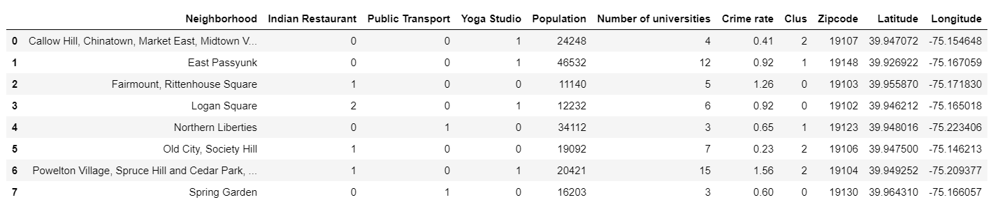 Neighborhood Indian Restaurant Public Transport Yoga Studio Population Number of universities Crime rate Clus Zipcode Latitude Longitude
0 Callow Hill, Chinatown, Market East, Midtown V... 0 0 1 24248 4 0.41 2 19107 39.947072 -75.154648
1 East Passyunk 0 0 1 46532 12 0.92 1 19148 39.926922 -75.167059
2 Fairmount, Rittenhouse Square 1 0 0 11140 5 1.26 0 19103 39.955870 -75.171830
3 Logan Square 2 0 1 12232 6 0.92 0 19102 39.946212 -75.165018
4 Northern Liberties 0 1 0 34112 3 0.65 1 19123 39.948016 -75.223406
5 Old City, Society Hill 1 0 0 19092 7 0.23 2 19106 39.947500 -75.146213
6 Powelton Village, Spruce Hill and Cedar Park, ... 1 0 1 20421 15 1.56 2 19104 39.949252 -75.209377
7 Spring Garden 0 1 0 16203 3 0.60 0 19130 39.964310 -75.166057